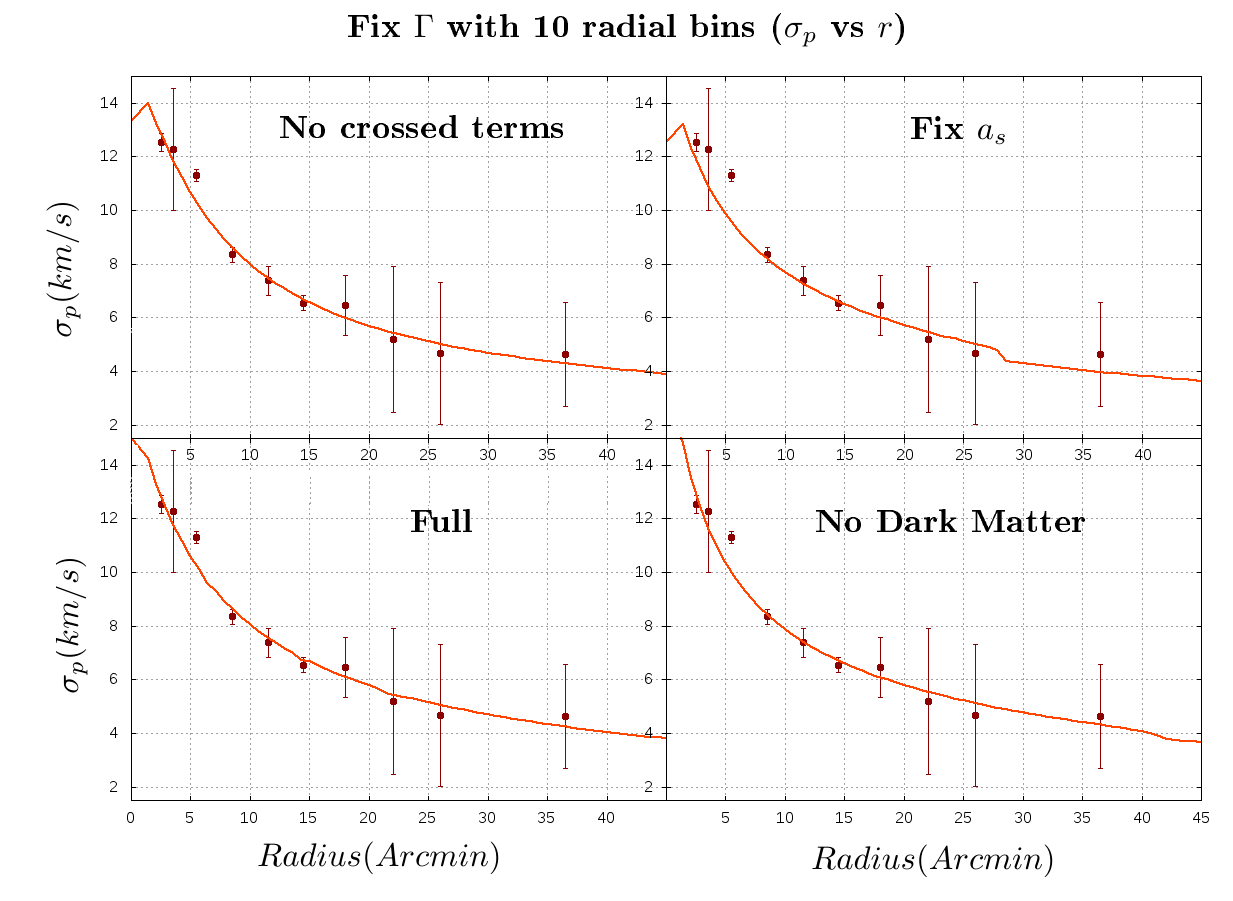 Fix Γ with 10 radial bins (σp vs r)
No crossed terms
Fix as
14 12 10 8 6 4 2
14 12 10 8 6 4 2
σp(km/s)
5 10 15 20 25 30 35 40
5 10 15 20 25 30 35 40
Full
No Dark Matter
14 12 10 8 6 4 2
14 12 10 8 6 4 2
σp(km/s)
0 5 10 15 20 25 30 35 40
5 10 15 20 25 30 35 40 45
Radius(Arcmin)
Radius(Arcmin)